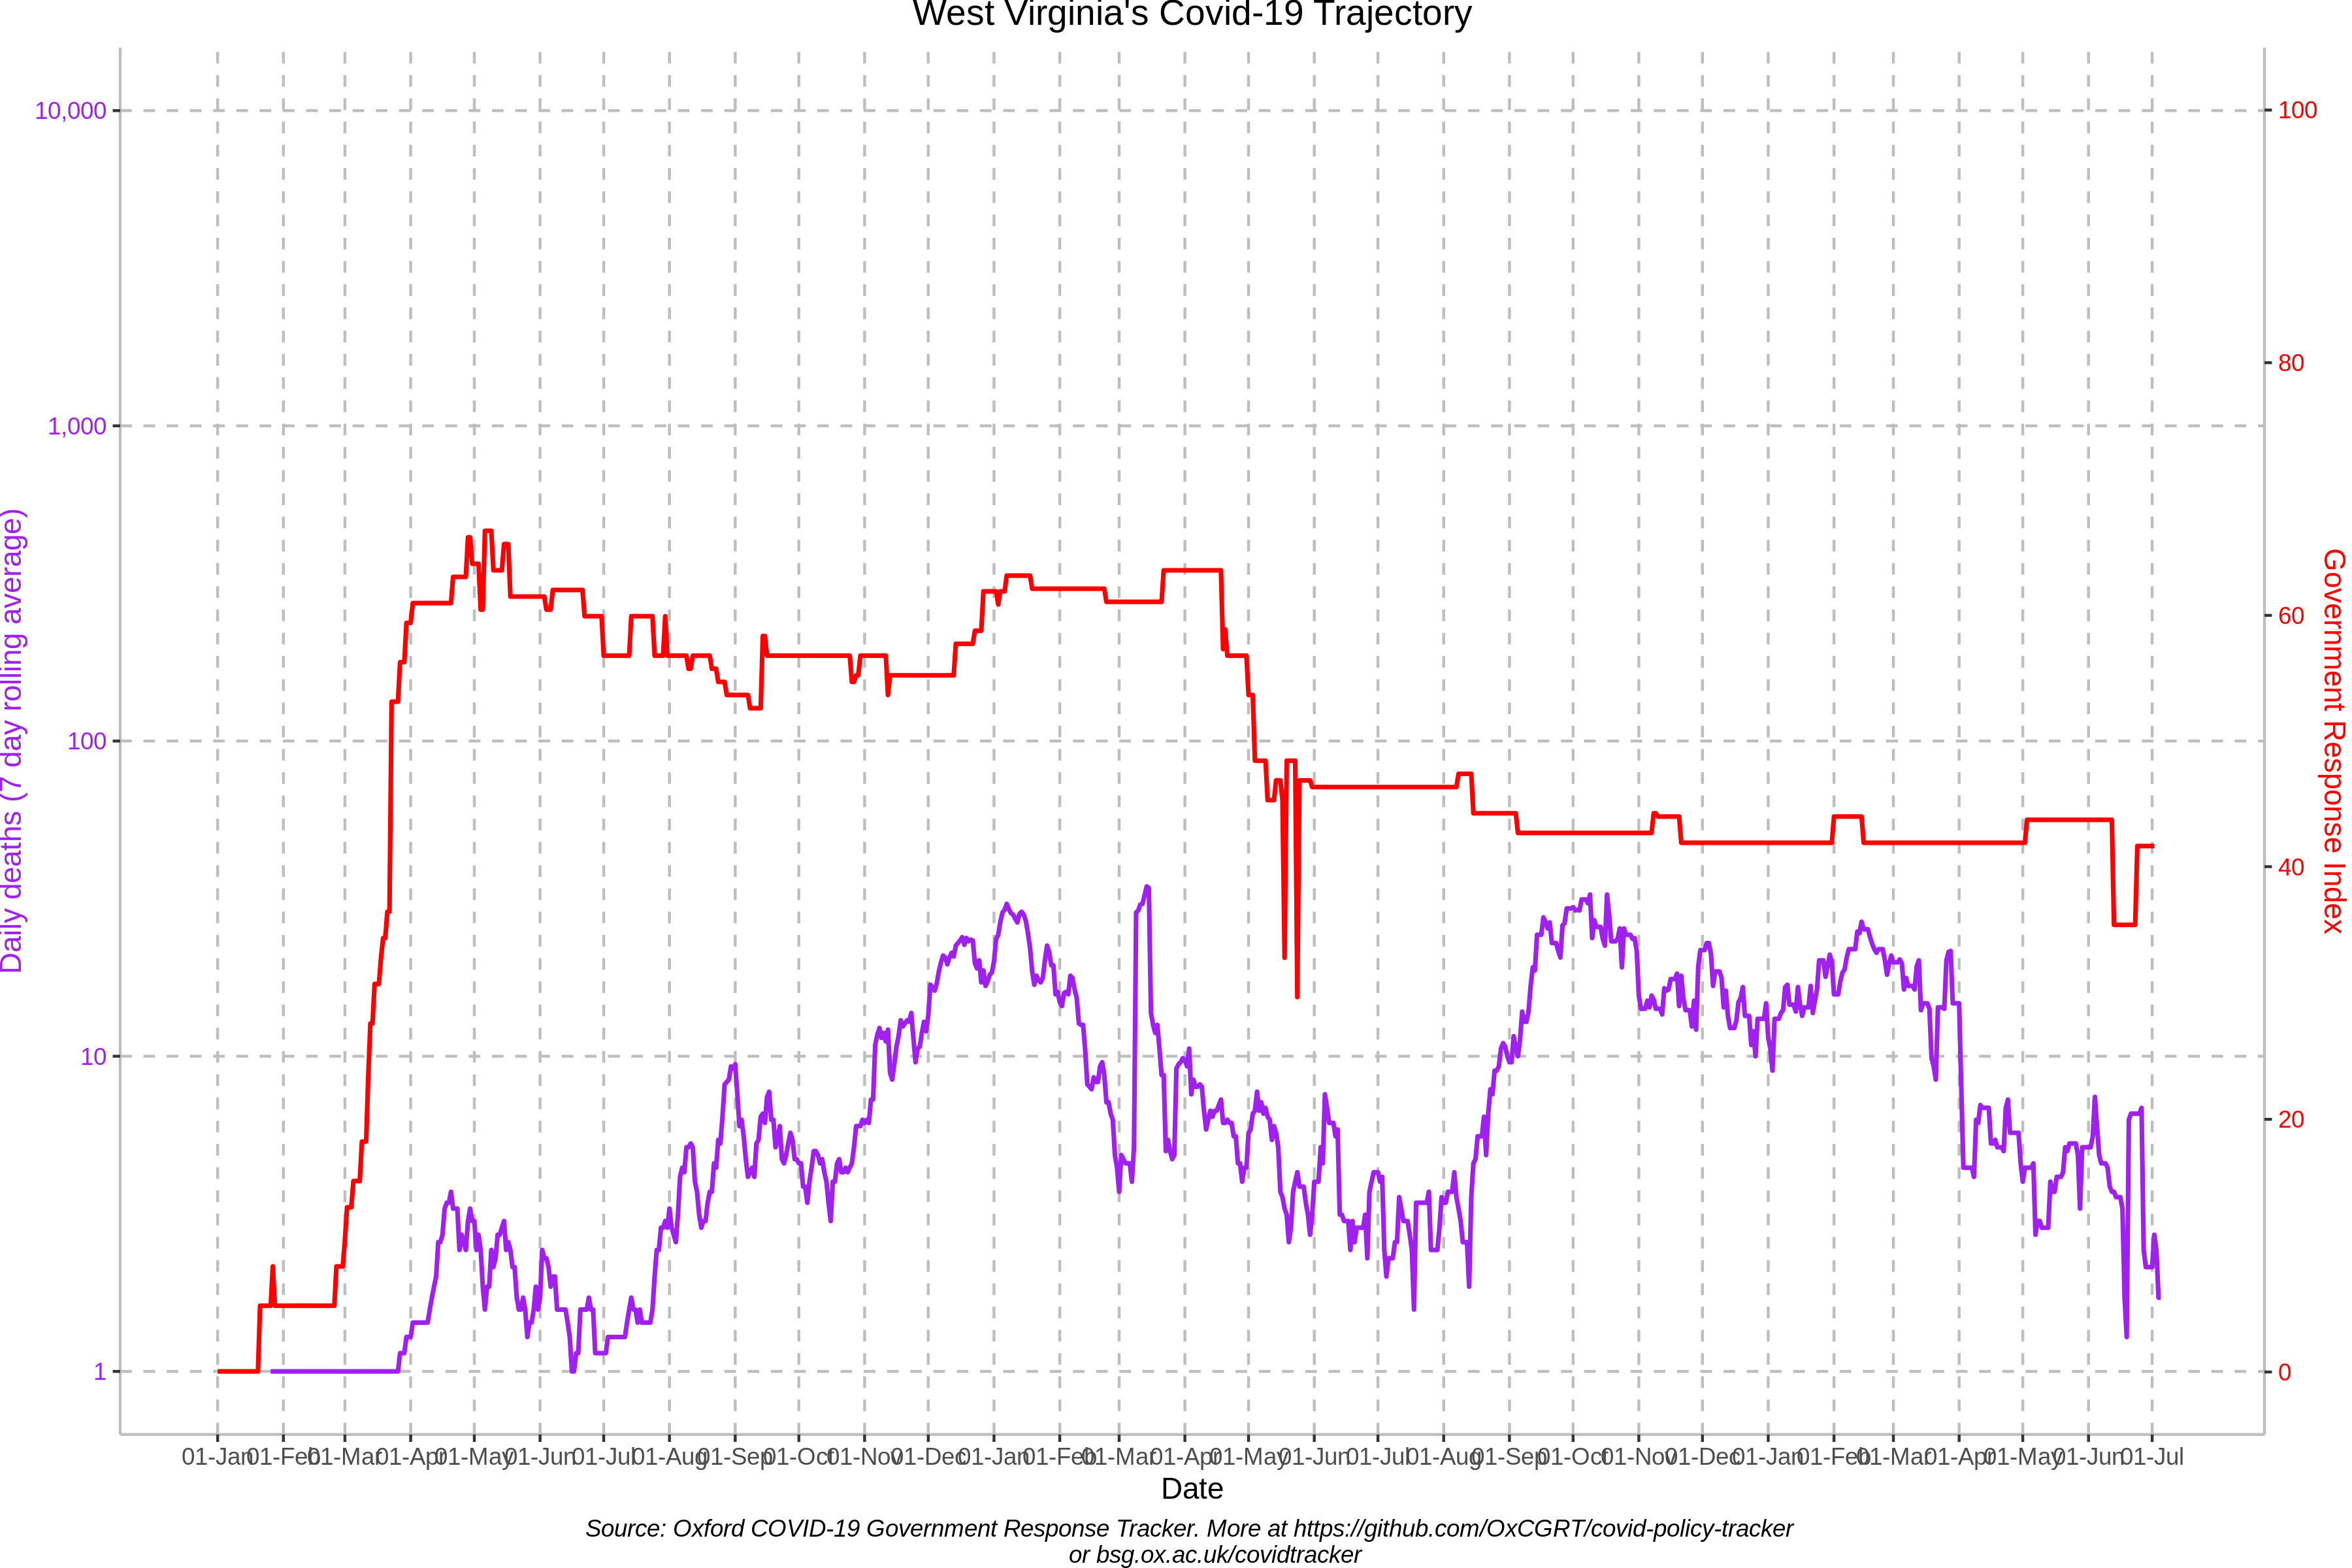 West Virginia's Covid-19 Trajectory
10,000
1,000
100
10
1
Daily deaths (7 day rolling average)
100
80
60
40
20
0
Government Response Index
01-Jan 01-Feb 01-Mar 01-Apr 01-May 01-Jun 01-Jul 01-Aug 01-Sep 01-Oct 01-Nov 01-Dec 01-Jan 01-Feb 01-Mar 01-Apr 01-May 01-Jun 01-Jul 01-Aug 01-Sep 01-Oct 01-Nov 01-Dec 01-Jan 01-Feb 01-Mar 01-Apr 01-May 01-Jun 01-Jul
Date
Source: Oxford COVID-19 Government Response Tracker. More at https://github.com/OxCGRT/covid-policy-tracker
or bsg.ox.ac.uk/covidtracker